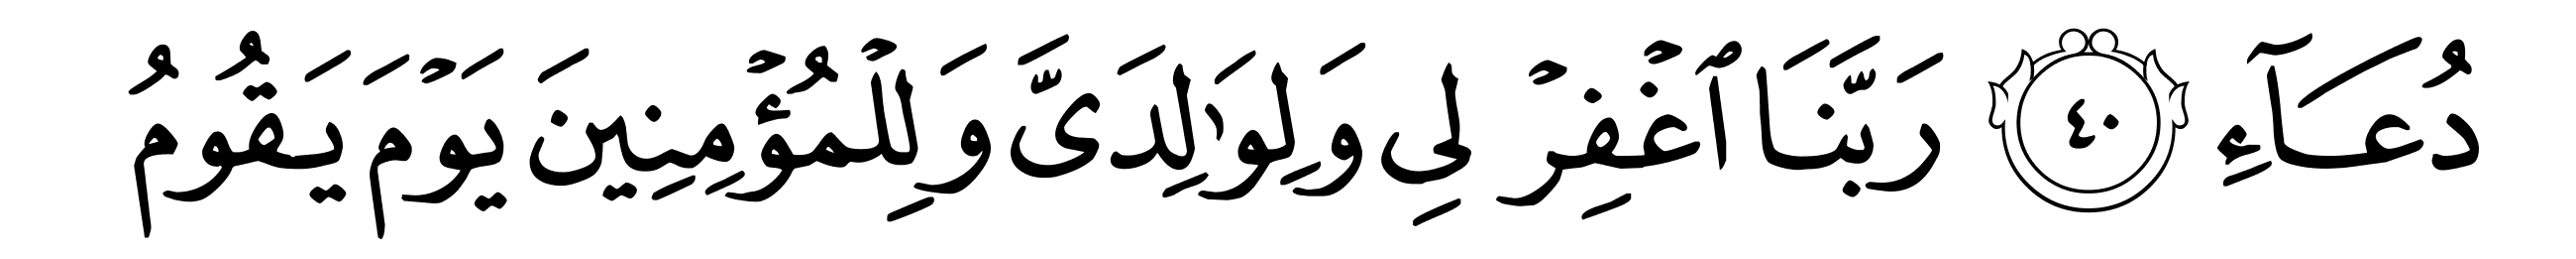 دُعَآءِ ٤٠ رَبَّنَا ٱغْفِرْ لِي وَلِوَٰلِدَيَّ وَلِلْمُؤْمِنِينَ يَوْمَ يَقُومُ